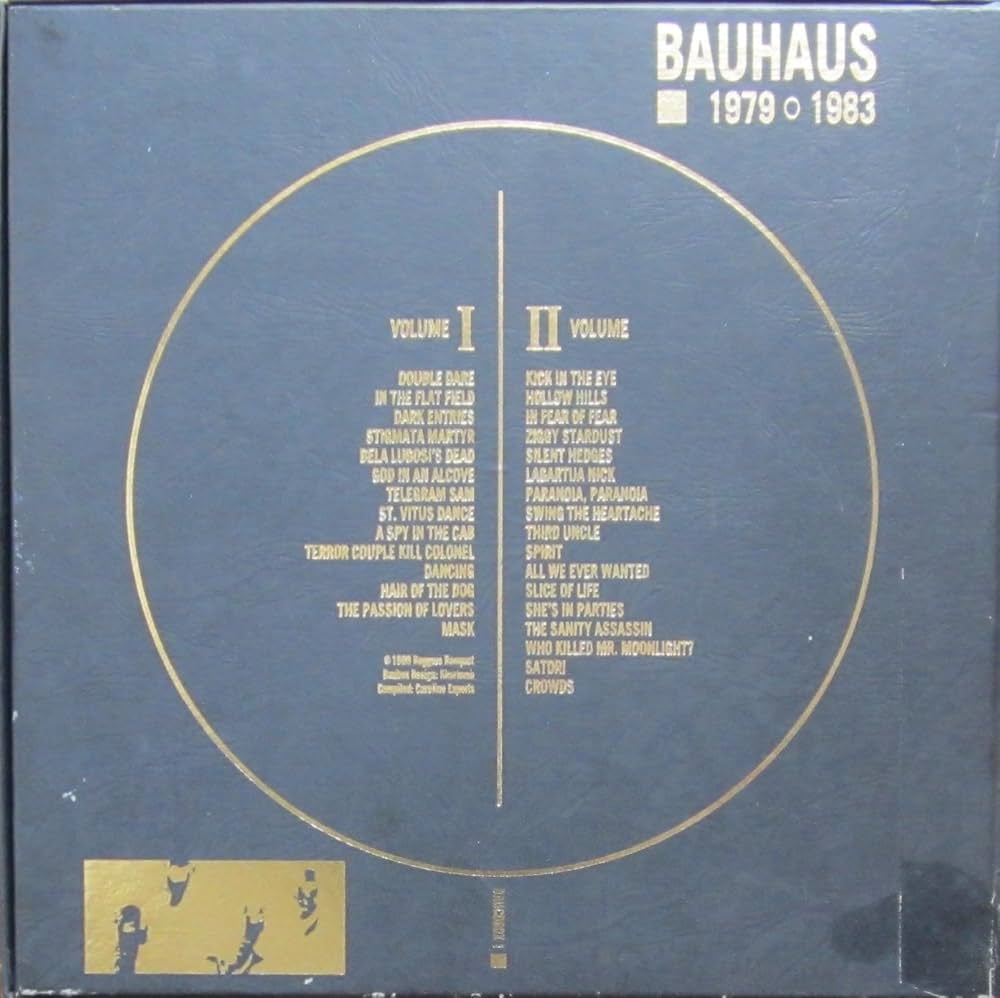 BAUHAUS
1979 O 1983
VOLUME I
DOUBLE DARE
IN THE FLAT FIELD
DARK ENTRIES
STIGMATA MARTYR
BELA LUGOSI'S DEAD
GOD IN AN ALCOVE
TELEGRAM SAM
ST. VITUS DANCE
A SPY IN THE CAB
TERROR COUPLE KILL COLONEL
DANCING
HAIR OF THE DOG
THE PASSION OF LOVERS
MASK
Design:
Compiled:
II VOLUME
KICK IN THE EYE
HOLLOW HILLS
IN FEAR OF FEAR
ZIGGY STARDUST
SILENT HEDGES
LAGARTIJA NICK
PARANOIA, PARANOIA
SWING THE HEARTACHE
THIRD UNCLE
SPIRIT
ALL WE EVER WANTED
SLICE OF LIFE
SHE'S IN PARTIES
THE SANITY ASSASSIN
WHO KILLED MR. MOONLIGHT?
SATORI
CROWDS